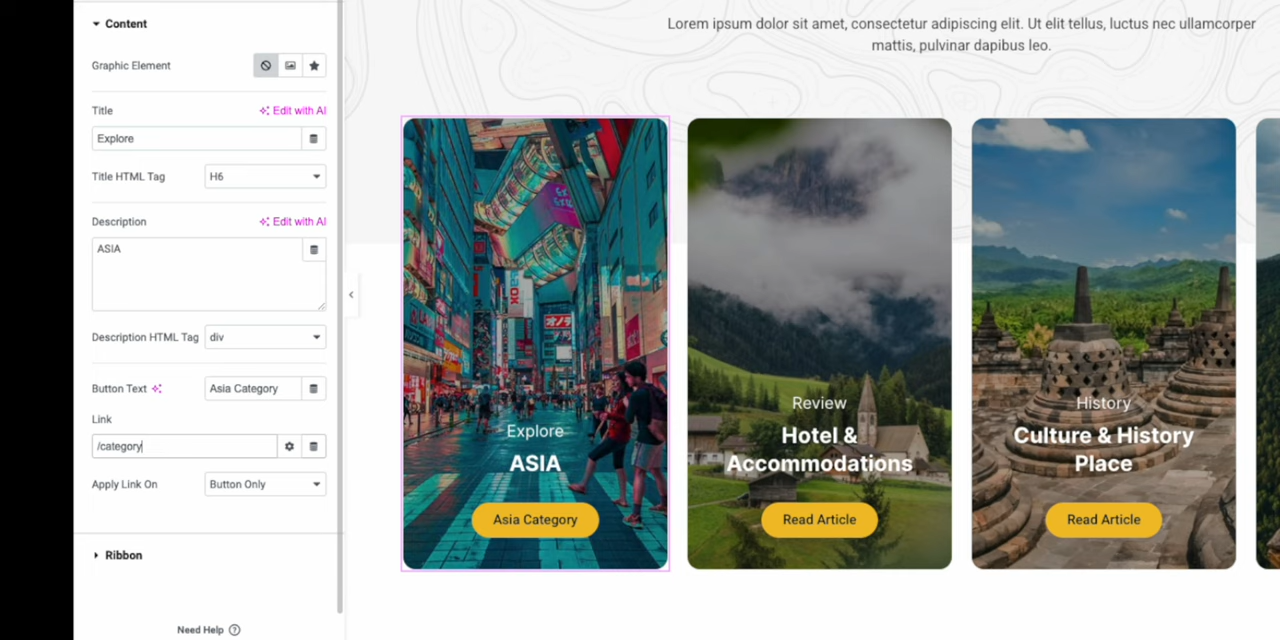 Content
Graphic Element
Title
Edit with AI
Explore
Title HTML Tag
H6
Description
Edit with AI
ASIA
Description HTML Tag
div
Button Text
Asia Category
Link
/category
Apply Link On
Button Only
Ribbon
Need Help
Lorem ipsum dolor sit amet, consectetur adipiscing elit. Ut elit tellus, luctus nec ullamcorper
mattis, pulvinar dapibus leo.
オノ
Explore
ASIA
Asia Category
Review
Hotel &
Accommodations
Read Article
History
Culture & History
Place
Read Article